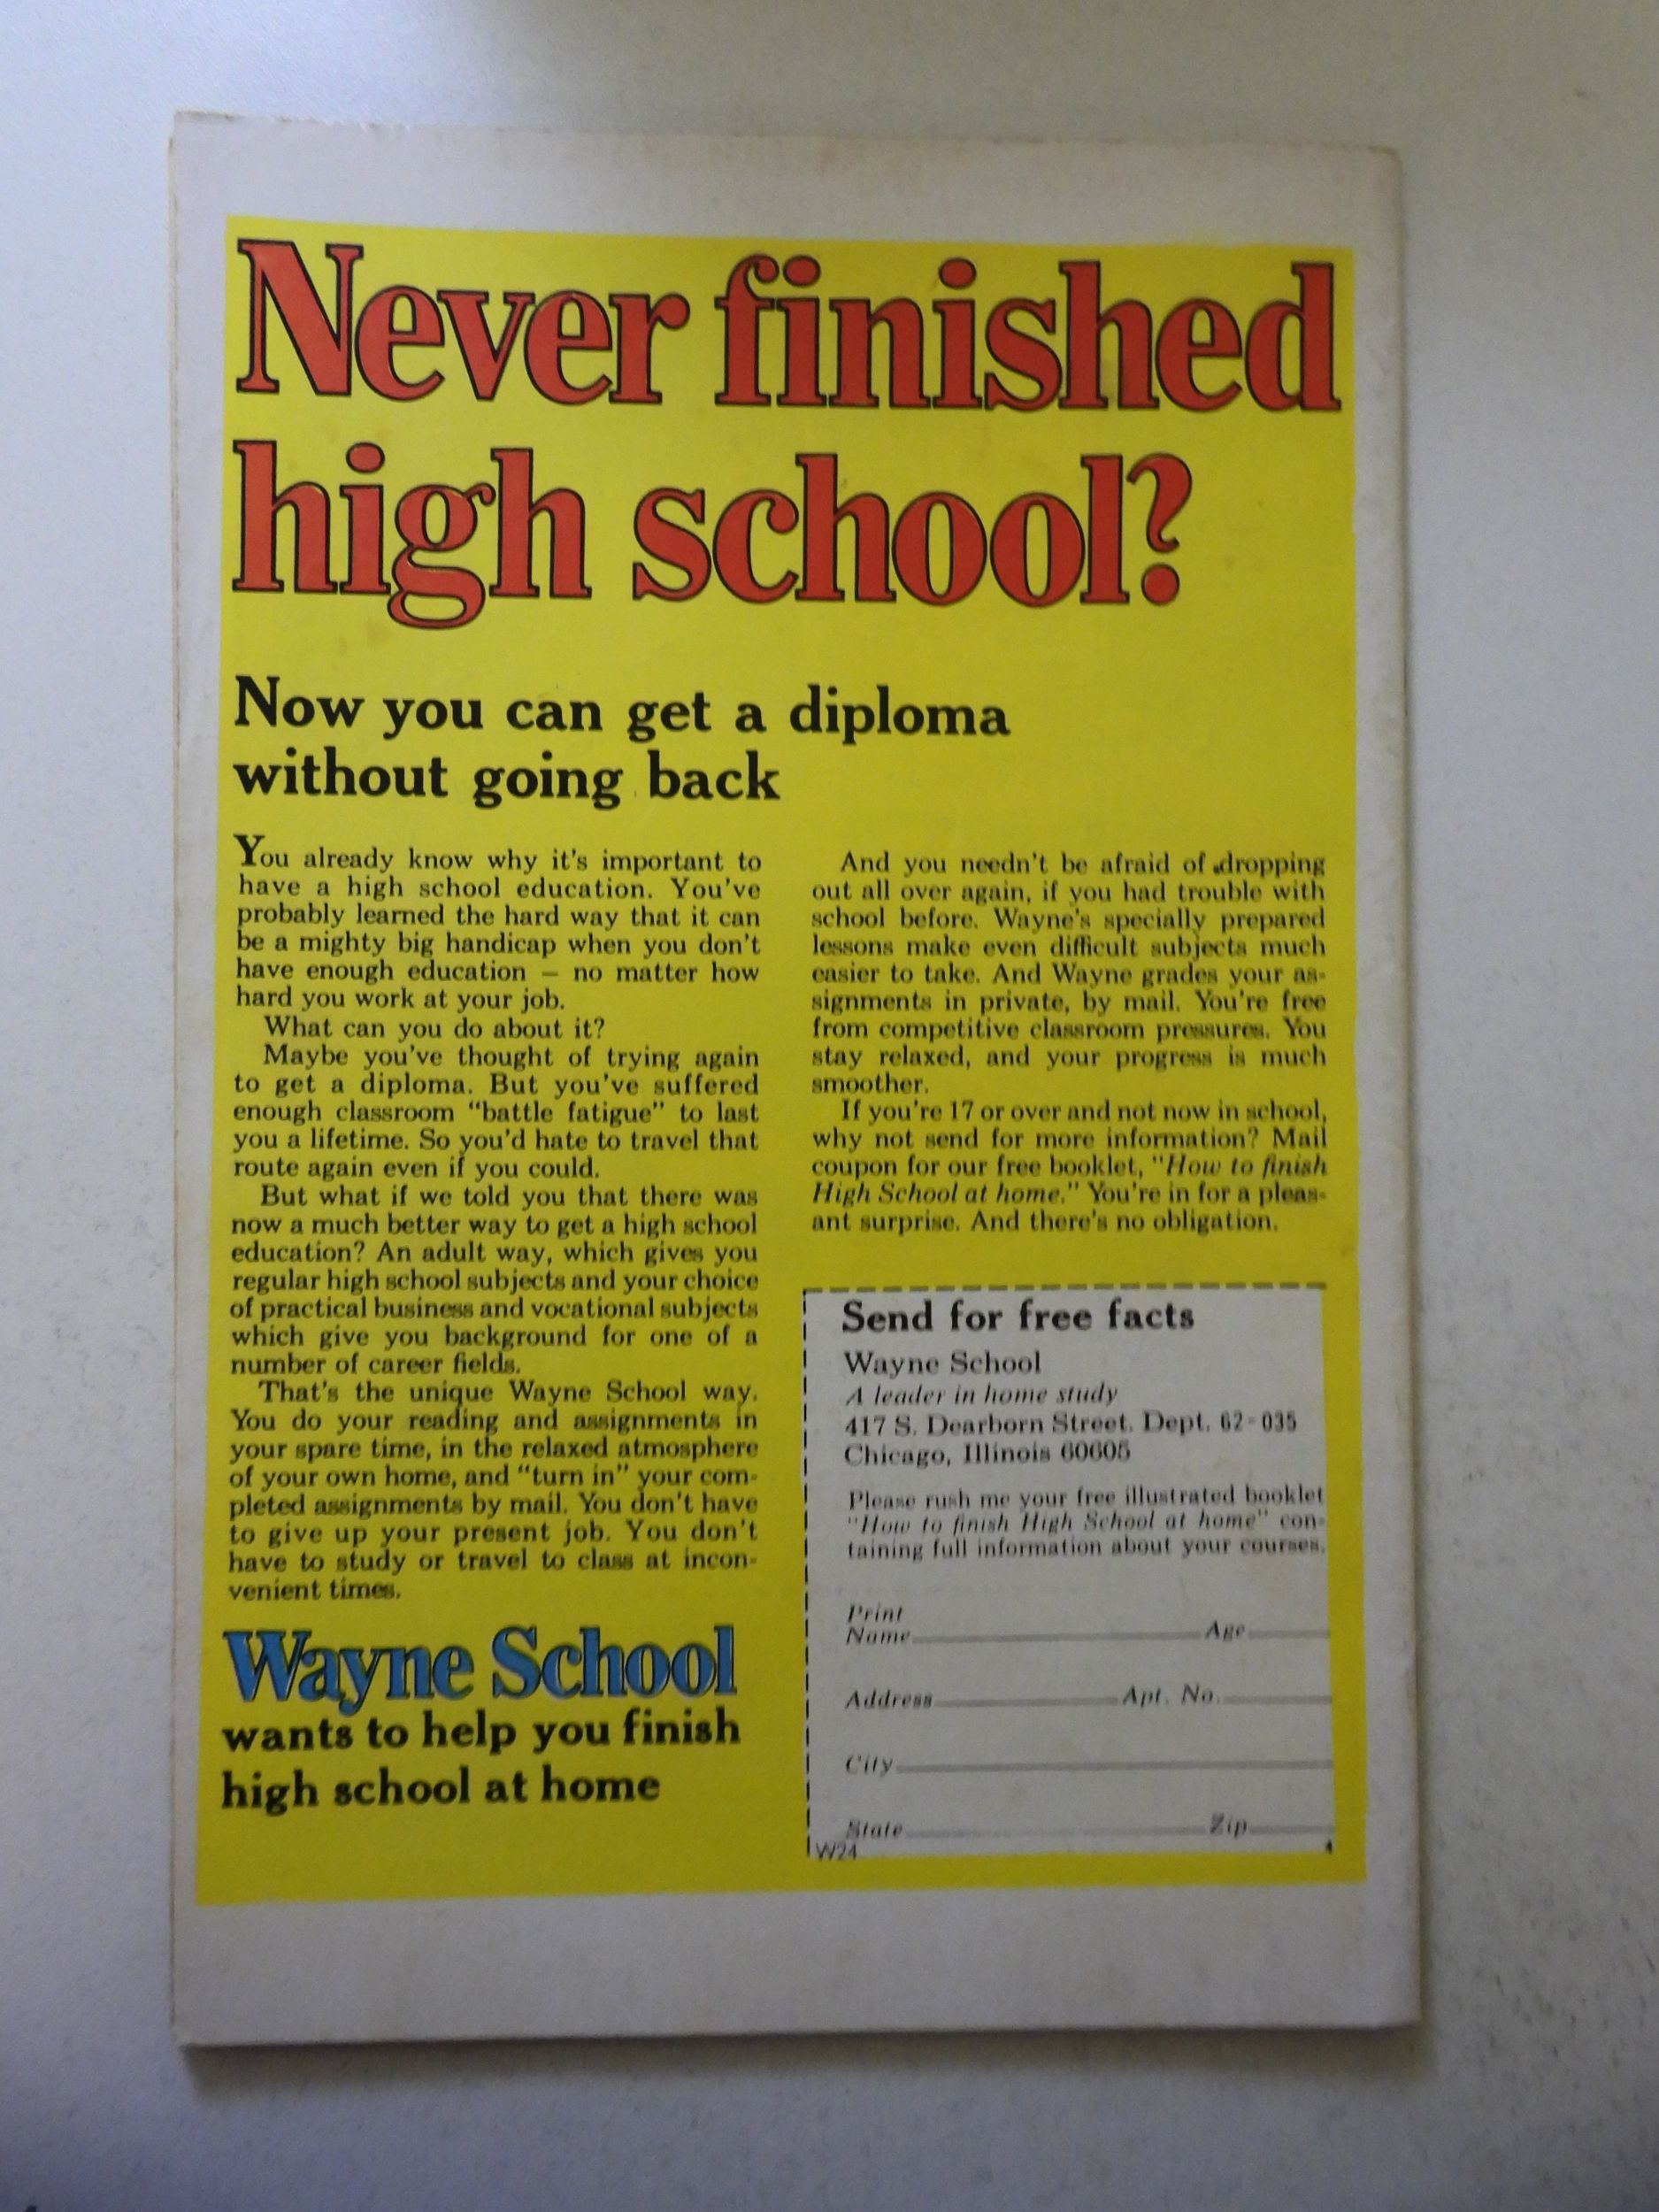 Never finished
high school?
Now you can get a diploma
without going back
You already know why it's important to
have a high school education. You've
probably learned the hard way that it can
be a mighty big handicap when you don't
have enough education — no matter how
hard you work at your job.
What can you do about it?
Maybe you've thought of trying again
to get a diploma. But you've suffered
enough classroom "battle fatigue" to last
you a lifetime. So you'd hate to travel that
route again even if you could.
But what if we told you that there was
now a much better way to get a high school
education? An adult way, which gives you
regular high school subjects and your choice
of practical business and vocational subjects
which give you background for one of a
number of career fields.
That's the unique Wayne School way.
You do your reading and assignments in
your spare time, in the relaxed atmosphere
of your own home, and "turn in" your com-
pleted assignments by mail. You don't have
to give up your present job. You don't
have to study or travel to class at incon-
venient times.
Wayne School
wants to help you finish
high school at home
And you needn't be afraid of dropping
out all over again, if you had trouble with
school before. Wayne's specially prepared
lessons make even difficult subjects much
easier to take. And Wayne grades your as-
signments in private, by mail. You're free
from competitive classroom pressures. You
stay relaxed, and your progress is much
smoother.
If you're 17 or over and not now in school,
why not send for more information? Mail
coupon for our free booklet, "How to finish
High School at home." You're in for a pleas-
ant surprise. And there's no obligation.
Send for free facts
Wayne School
A leader in home study
417 S. Dearborn Street, Dept. 62-035
Chicago, Illinois 60605
Please rush me your free illustrated booklet
"How to finish High School at home" con-
taining full information about your courses.
Print
Name Age
Address Apt. No.
City
State Zip
W24 4